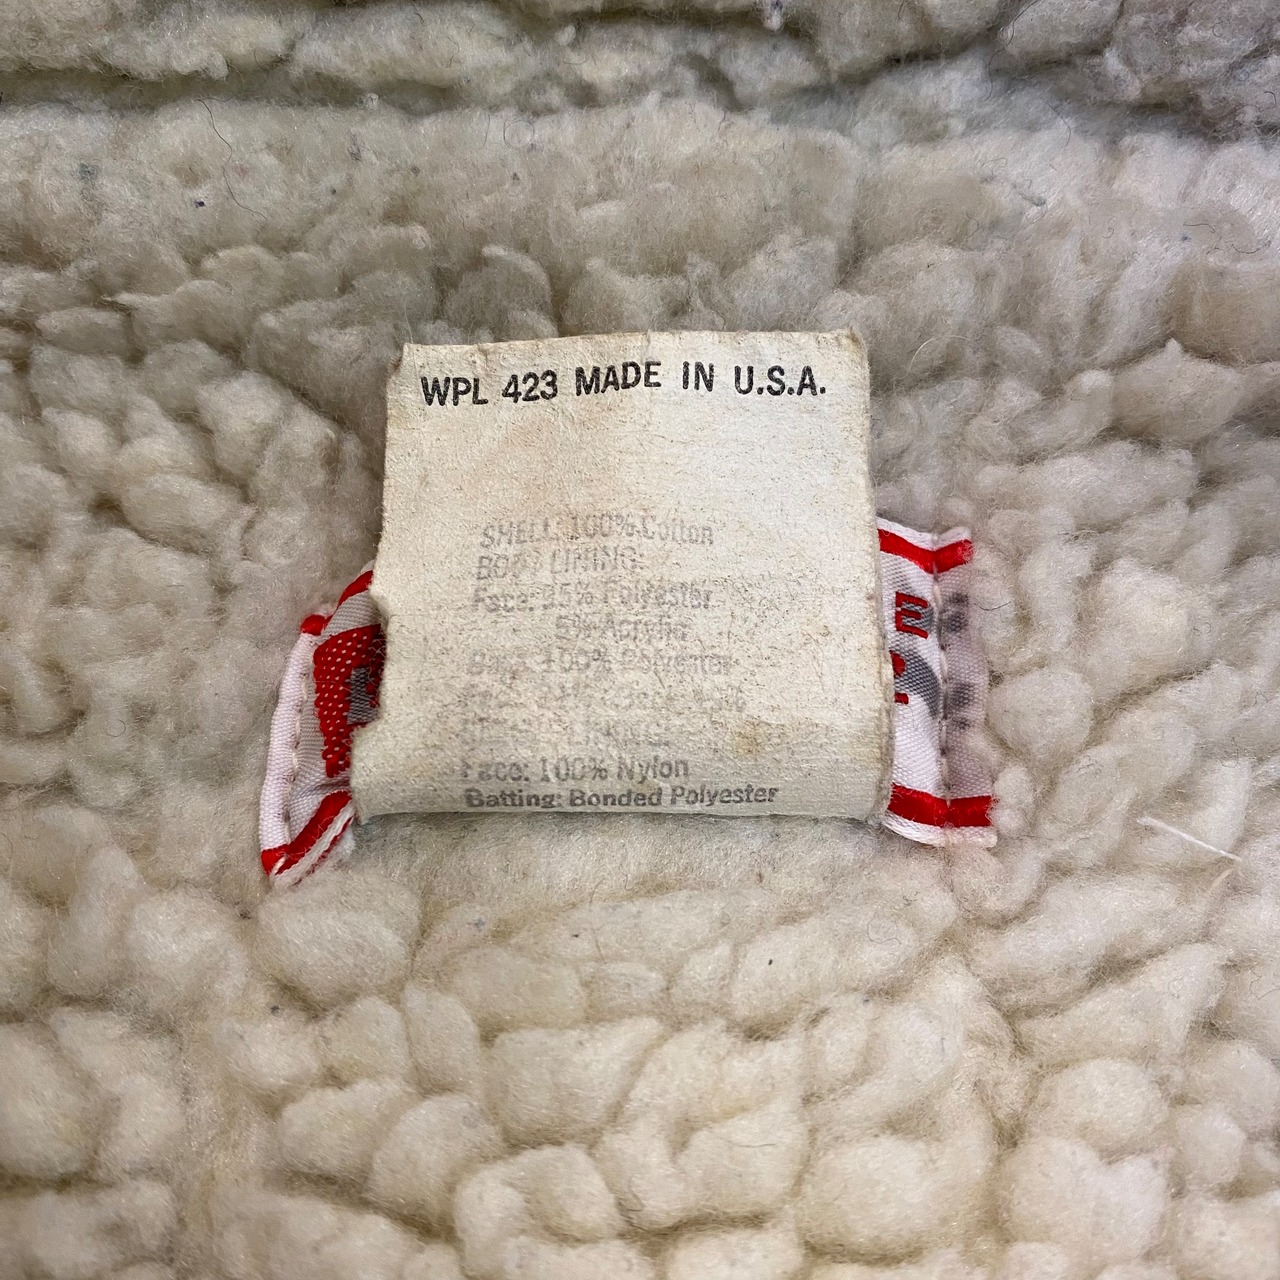 WPL 423 MADE IN U.S.A.
SHELL: 100% Cotton
BODY LINING:
Face: 95% Polyester
5% Acrylic
Back: 100% Polyester
LINING:
Face: 100% Nylon
Batting: Bonded Polyester
E